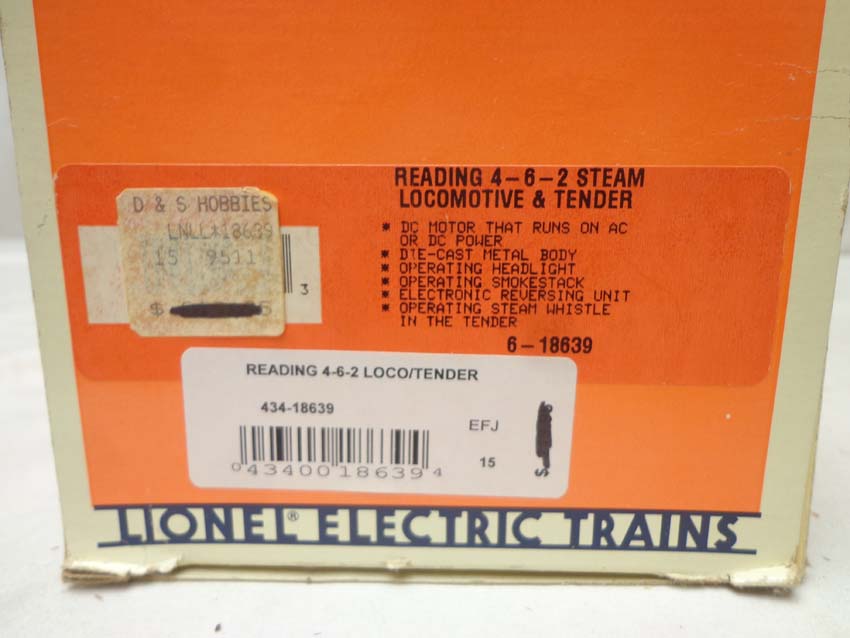 READING 4-6-2 STEAM
LOCOMOTIVE & TENDER
* DC MOTOR THAT RUNS ON AC
OR DC POWER
* DIE-CAST METAL BODY
* OPERATING HEADLIGHT
* OPERATING SMOKESTACK
* ELECTRONIC REVERSING UNIT
* OPERATING STEAM WHISTLE
IN THE TENDER
6-18639
D & S HOBBIES
LNLL*18639
15 9511
$
3
READING 4-6-2 LOCO/TENDER
434-18639
EFJ
15
$
0 43400 18639 4
LIONEL® ELECTRIC TRAINS